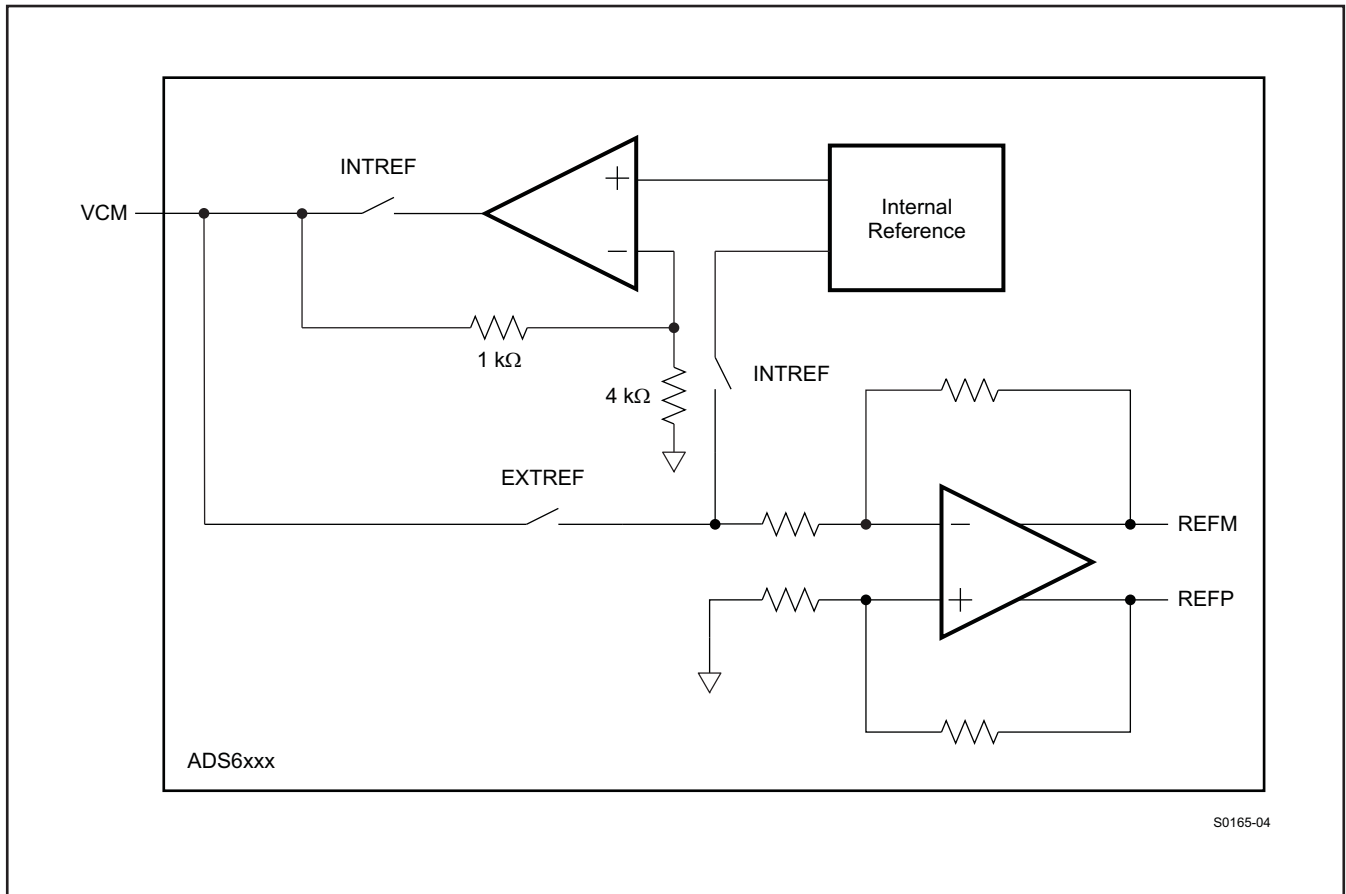 INTREF
VCM
+
−
Internal
Reference
1 kΩ
4 kΩ
INTREF
EXTREF
−
REFM
+
REFP
ADS6xxx
S0165-04